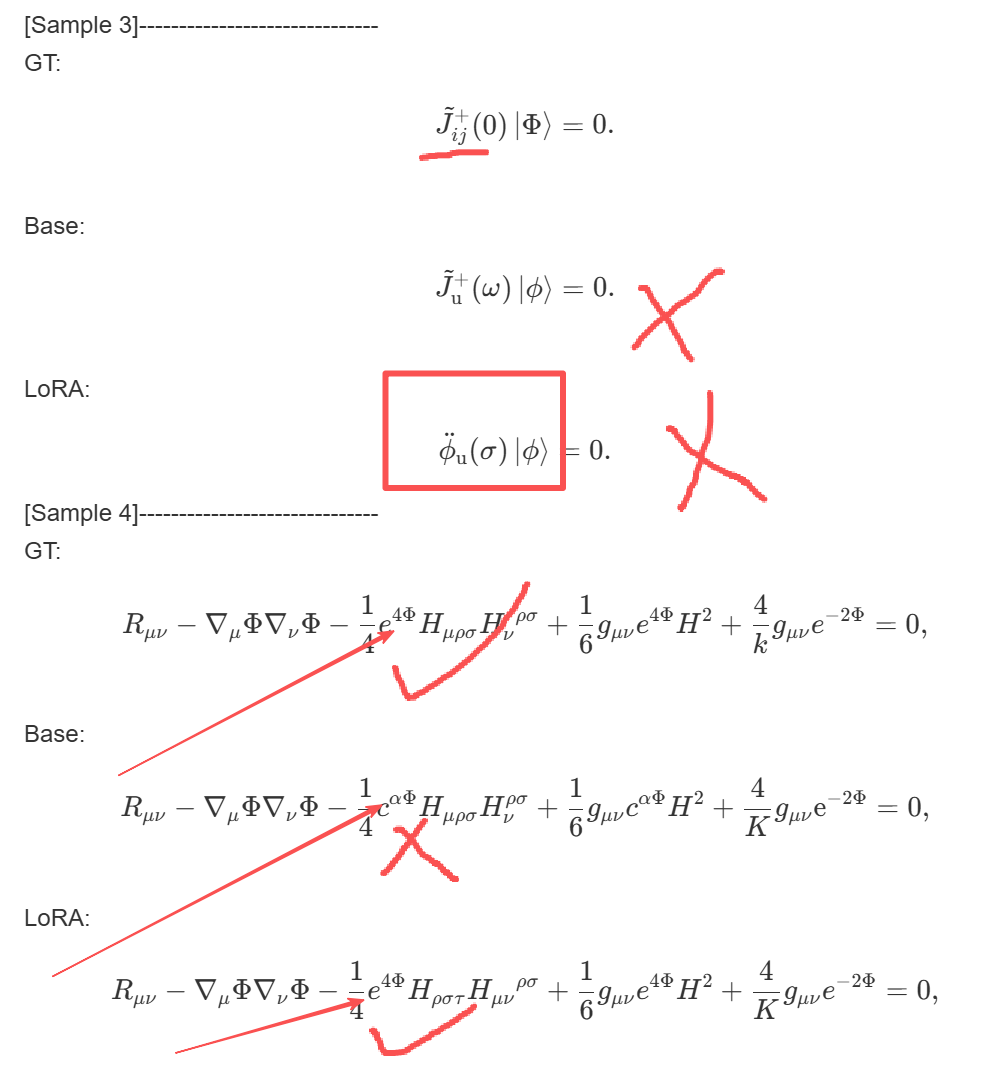 [Sample 3]------------------------------
GT:
$\tilde{J}_{ij}^{+}(0)\,|\Phi\rangle = 0.$
Base:
$\tilde{J}_{\mathrm{u}}^{+}(\omega)\,|\phi\rangle = 0.$
LoRA:
$\ddot{\phi}_{\mathrm{u}}(\sigma)\,|\phi\rangle = 0.$
[Sample 4]------------------------------
GT:
$R_{\mu\nu} - \nabla_{\mu}\Phi\nabla_{\nu}\Phi - \frac{1}{4}e^{4\Phi}H_{\mu\rho\sigma}H_{\nu}{}^{\rho\sigma} + \frac{1}{6}g_{\mu\nu}e^{4\Phi}H^{2} + \frac{4}{k}g_{\mu\nu}e^{-2\Phi} = 0,$
Base:
$R_{\mu\nu} - \nabla_{\mu}\Phi\nabla_{\nu}\Phi - \frac{1}{4}c^{\alpha\Phi}H_{\mu\rho\sigma}H_{\nu}^{\rho\sigma} + \frac{1}{6}g_{\mu\nu}c^{\alpha\Phi}H^{2} + \frac{4}{K}g_{\mu\nu}\mathrm{e}^{-2\Phi} = 0,$
LoRA:
$R_{\mu\nu} - \nabla_{\mu}\Phi\nabla_{\nu}\Phi - \frac{1}{4}e^{4\Phi}H_{\rho\sigma\tau}H_{\mu\nu}{}^{\rho\sigma} + \frac{1}{6}g_{\mu\nu}e^{4\Phi}H^{2} + \frac{4}{K}g_{\mu\nu}e^{-2\Phi} = 0,$